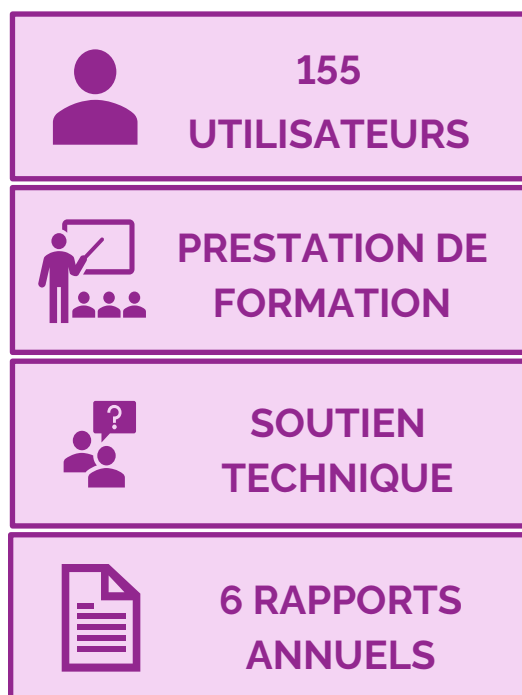 155
UTILISATEURS
PRESTATION DE
FORMATION
?
SOUTIEN
TECHNIQUE
6 RAPPORTS
ANNUELS